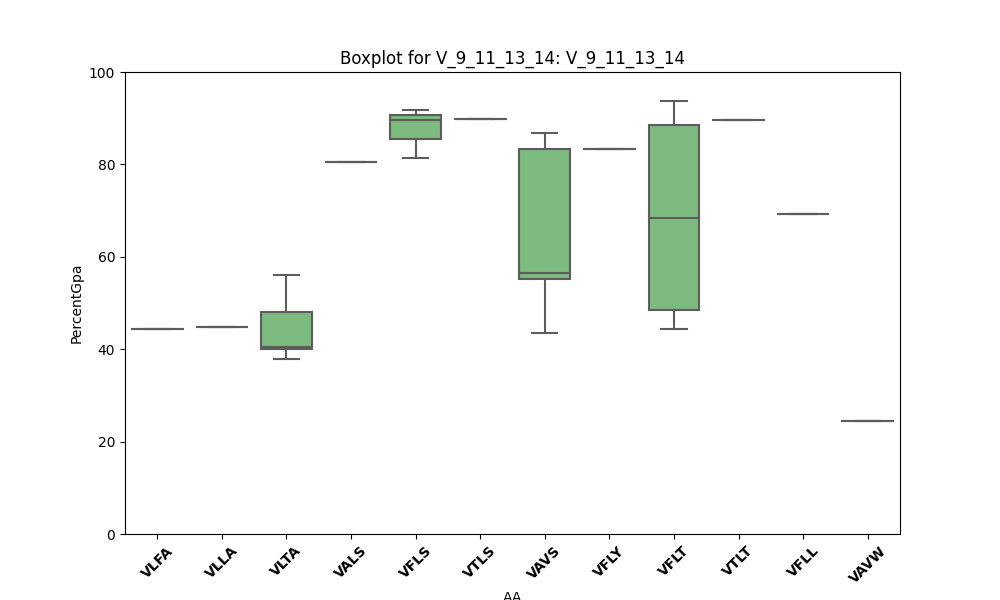 Boxplot for V_9_11_13_14: V_9_11_13_14
100
80
60
40
20
0
PercentGpa
VLFA
VLLA
VLTA
VALS
VFLS
VTLS
VAVS
VFLY
VFLT
VTLT
VFLL
VAVW
AA